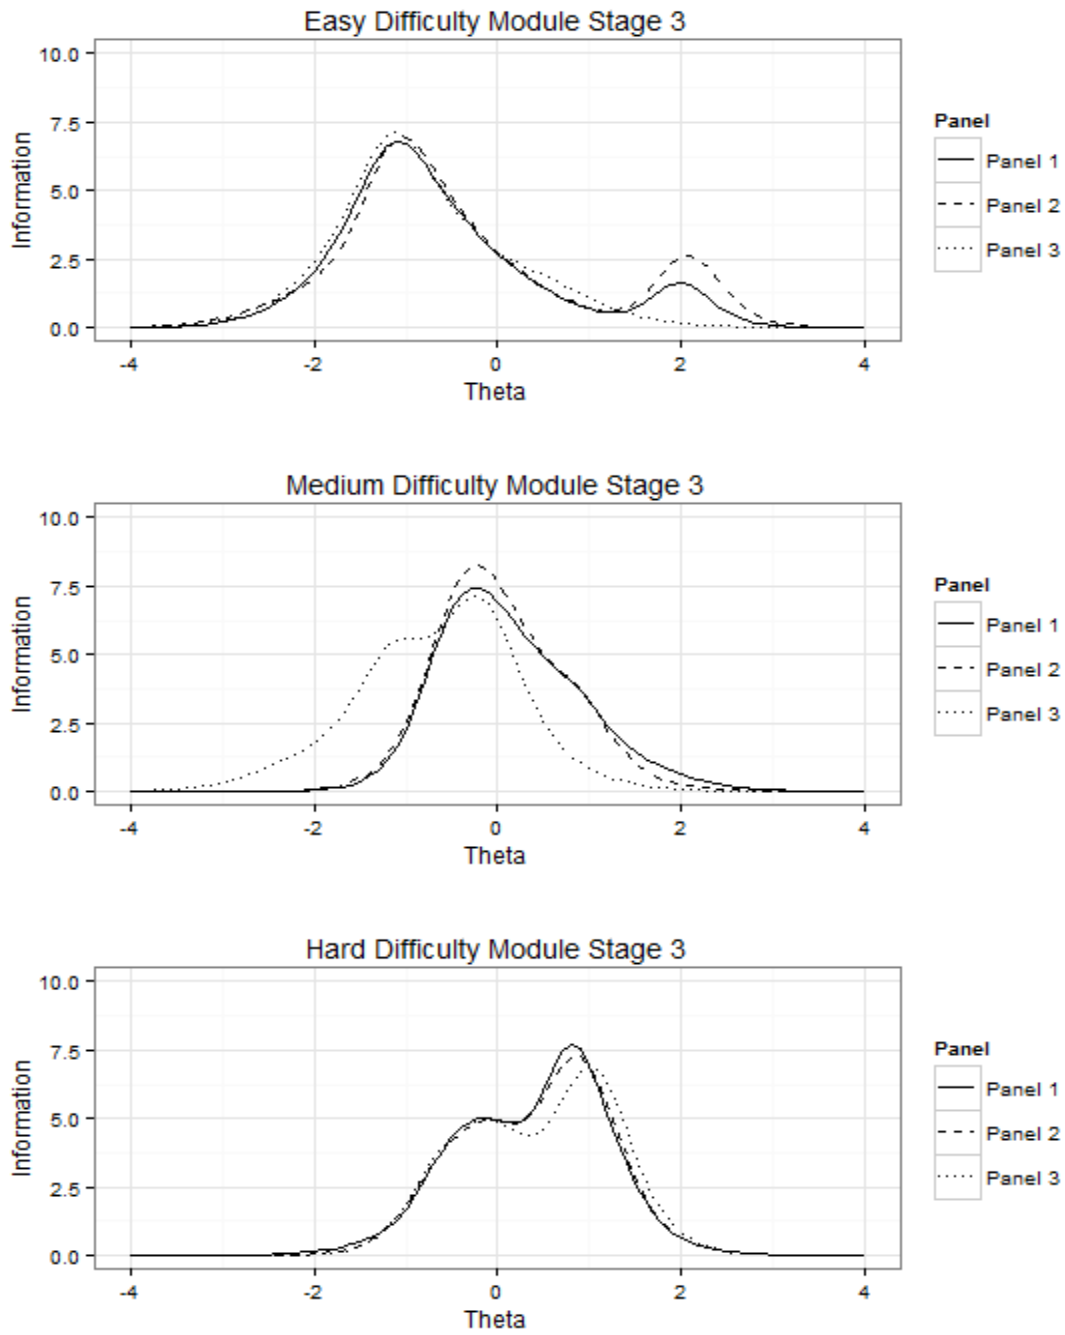 Easy Difficulty Module Stage 3
10.0
7.5
5.0
2.5
0.0
Information
-4
-2
0
2
4
Theta
Panel
Panel 1
Panel 2
Panel 3
Medium Difficulty Module Stage 3
10.0
7.5
5.0
2.5
0.0
Information
-4
-2
0
2
4
Theta
Panel
Panel 1
Panel 2
Panel 3
Hard Difficulty Module Stage 3
10.0
7.5
5.0
2.5
0.0
Information
-4
-2
0
2
4
Theta
Panel
Panel 1
Panel 2
Panel 3